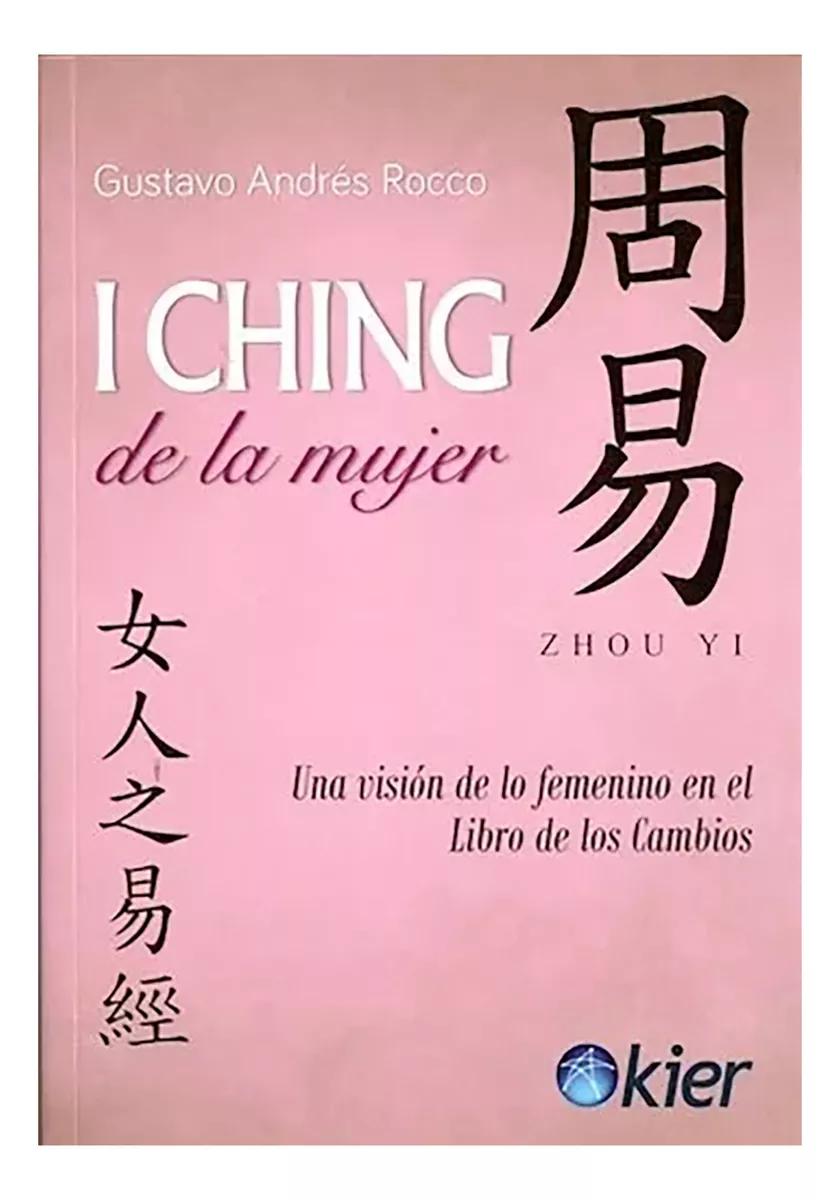 Gustavo Andrés Rocco
I CHING
de la mujer
周易
ZHOU YI
女人之易經
Una visión de lo femenino en el
Libro de los Cambios
kier